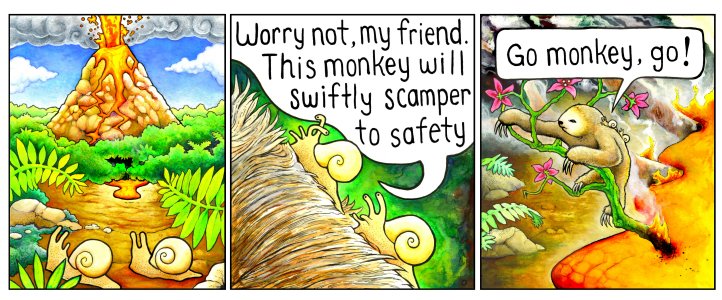 Worry not, my friend.
This monkey will
swiftly scamper
to safety
Go monkey, go!